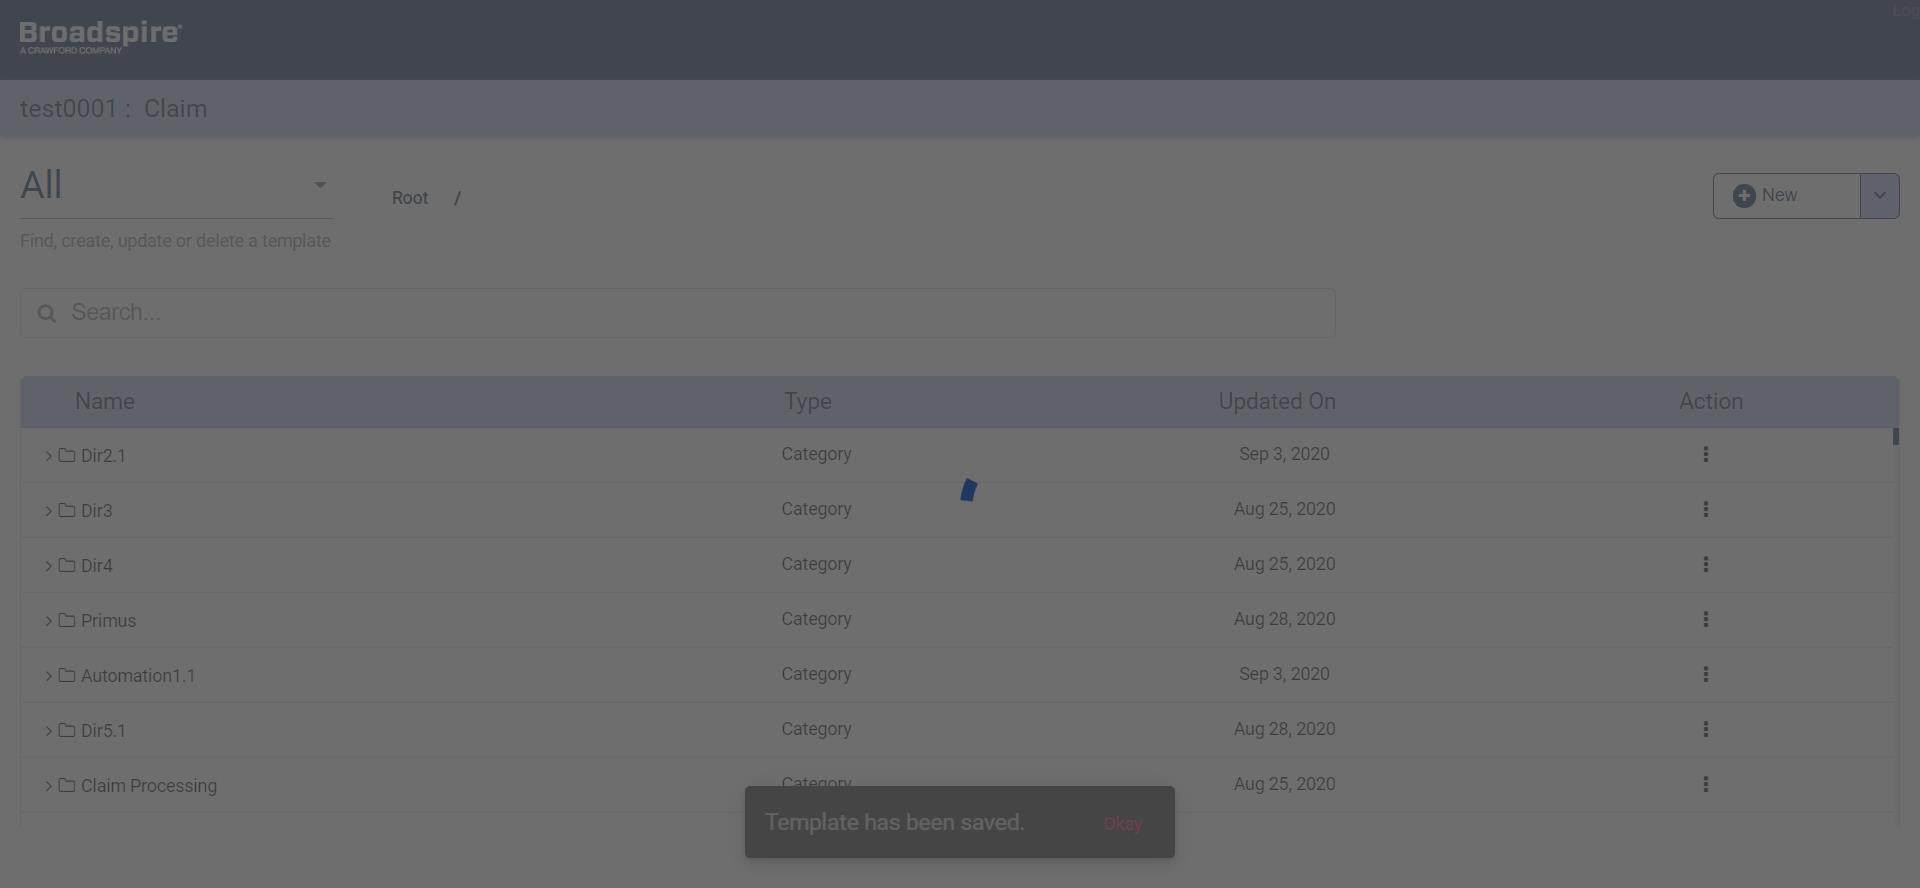 Broadspire®
A CRAWFORD COMPANY
Log
test0001 : Claim
All
Root /
New
Find, create, update or delete a template
Search...
Name Type Updated On Action
Dir2.1 Category Sep 3, 2020
Dir3 Category Aug 25, 2020
Dir4 Category Aug 25, 2020
Primus Category Aug 28, 2020
Automation1.1 Category Sep 3, 2020
Dir5.1 Category Aug 28, 2020
Claim Processing Category Aug 25, 2020
Template has been saved. Okay